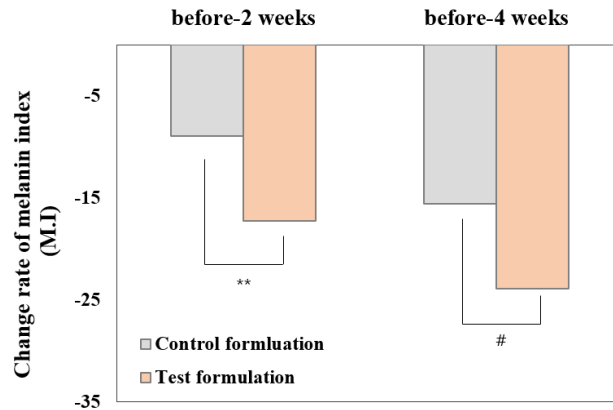 before-2 weeks
before-4 weeks
Change rate of melanin index
(M.I)
-5
-15
-25
-35
**
#
Control formluation
Test formulation